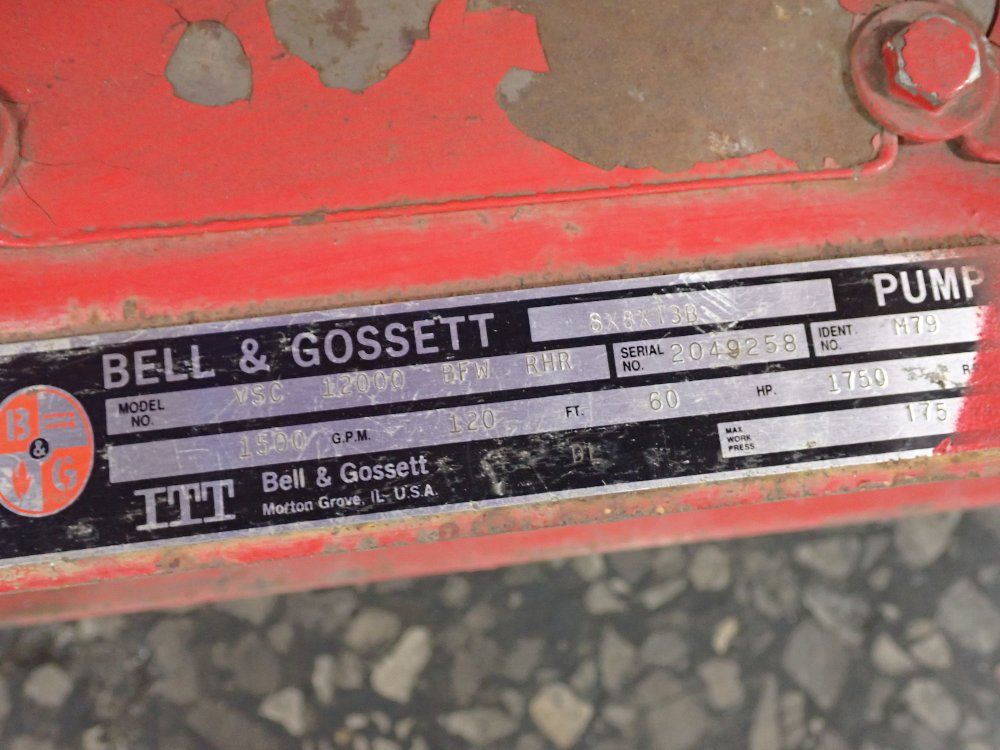 BELL & GOSSETT 8X8X13B PUMP
MODEL NO. VSC 12000 BFW RHR SERIAL NO. 2049258 IDENT. NO. M79
1500 G.P.M. 120 FT. 60 HP. 1750 R
B & G
ITT Bell & Gossett
Morton Grove, IL U.S.A.
MAX. WORK PRESS 175